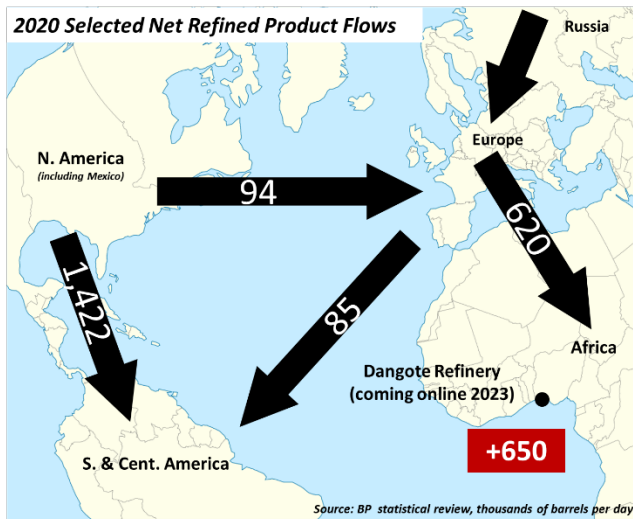 2020 Selected Net Refined Product Flows
Russia
Europe
N. America
(including Mexico)
94
620
1,422
85
Africa
Dangote Refinery
(coming online 2023)
+650
S. & Cent. America
Source: BP statistical review, thousands of barrels per day